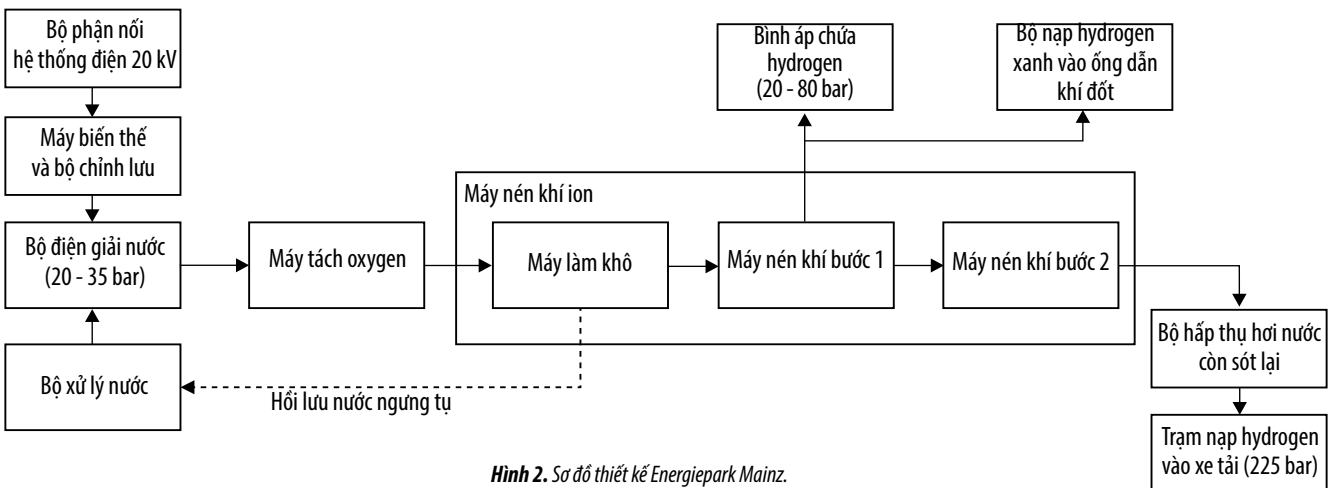 Bộ phận nối
hệ thống điện 20 kV
Máy biến thế
và bộ chỉnh lưu
Bộ điện giải nước
(20 - 35 bar)
Bộ xử lý nước
Máy tách oxygen
Máy nén khí ion
Máy làm khô
Máy nén khí bước 1
Máy nén khí bước 2
Bình áp chứa
hydrogen
(20 - 80 bar)
Bộ nạp hydrogen
xanh vào ống dẫn
khí đốt
Bộ hấp thụ hơi nước
còn sót lại
Trạm nạp hydrogen
vào xe tải (225 bar)
Hồi lưu nước ngưng tụ
Hình 2. Sơ đồ thiết kế Energiepark Mainz.